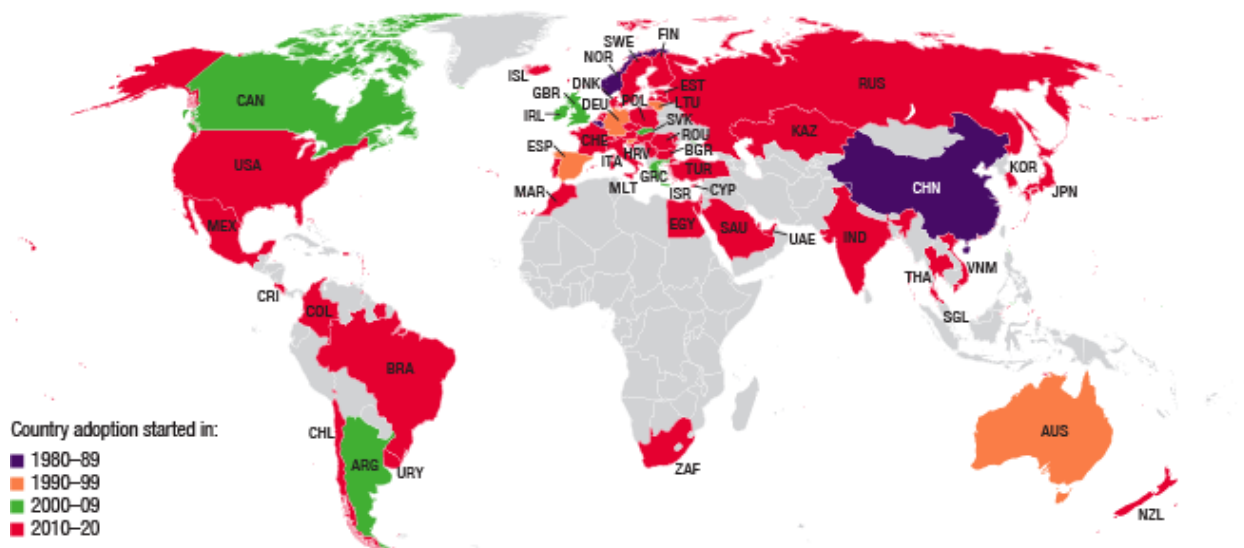 SWE
FIN
NOR
ISL
DNK
EST
RUS
GBR
CAN
DEU
POL
LTU
IRL
SVK
CHE
ROU
KAZ
ESP
HRV
BGR
USA
ITA
TUR
KOR
GRC
CHN
MLT
ISR
CYP
JPN
MAR
MEX
EGY
SAU
IND
UAE
VNM
THA
CRI
COL
SGL
BRA
Country adoption started in:
CHL
AUS
1980–89
ARG
URY
ZAF
1990–99
2000–09
NZL
2010–20